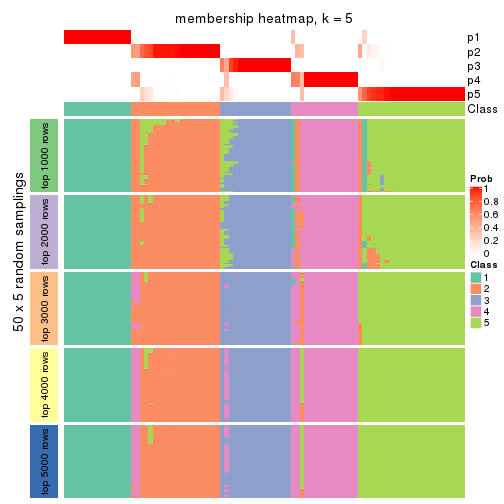 membership heatmap, k = 5
p1
p2
p3
p4
p5
Class
50 x 5 random samplings
top 1000 rows
top 2000 rows
top 3000 rows
top 4000 rows
top 5000 rows
Prob
1
0.8
0.6
0.4
0.2
0
Class
1
2
3
4
5